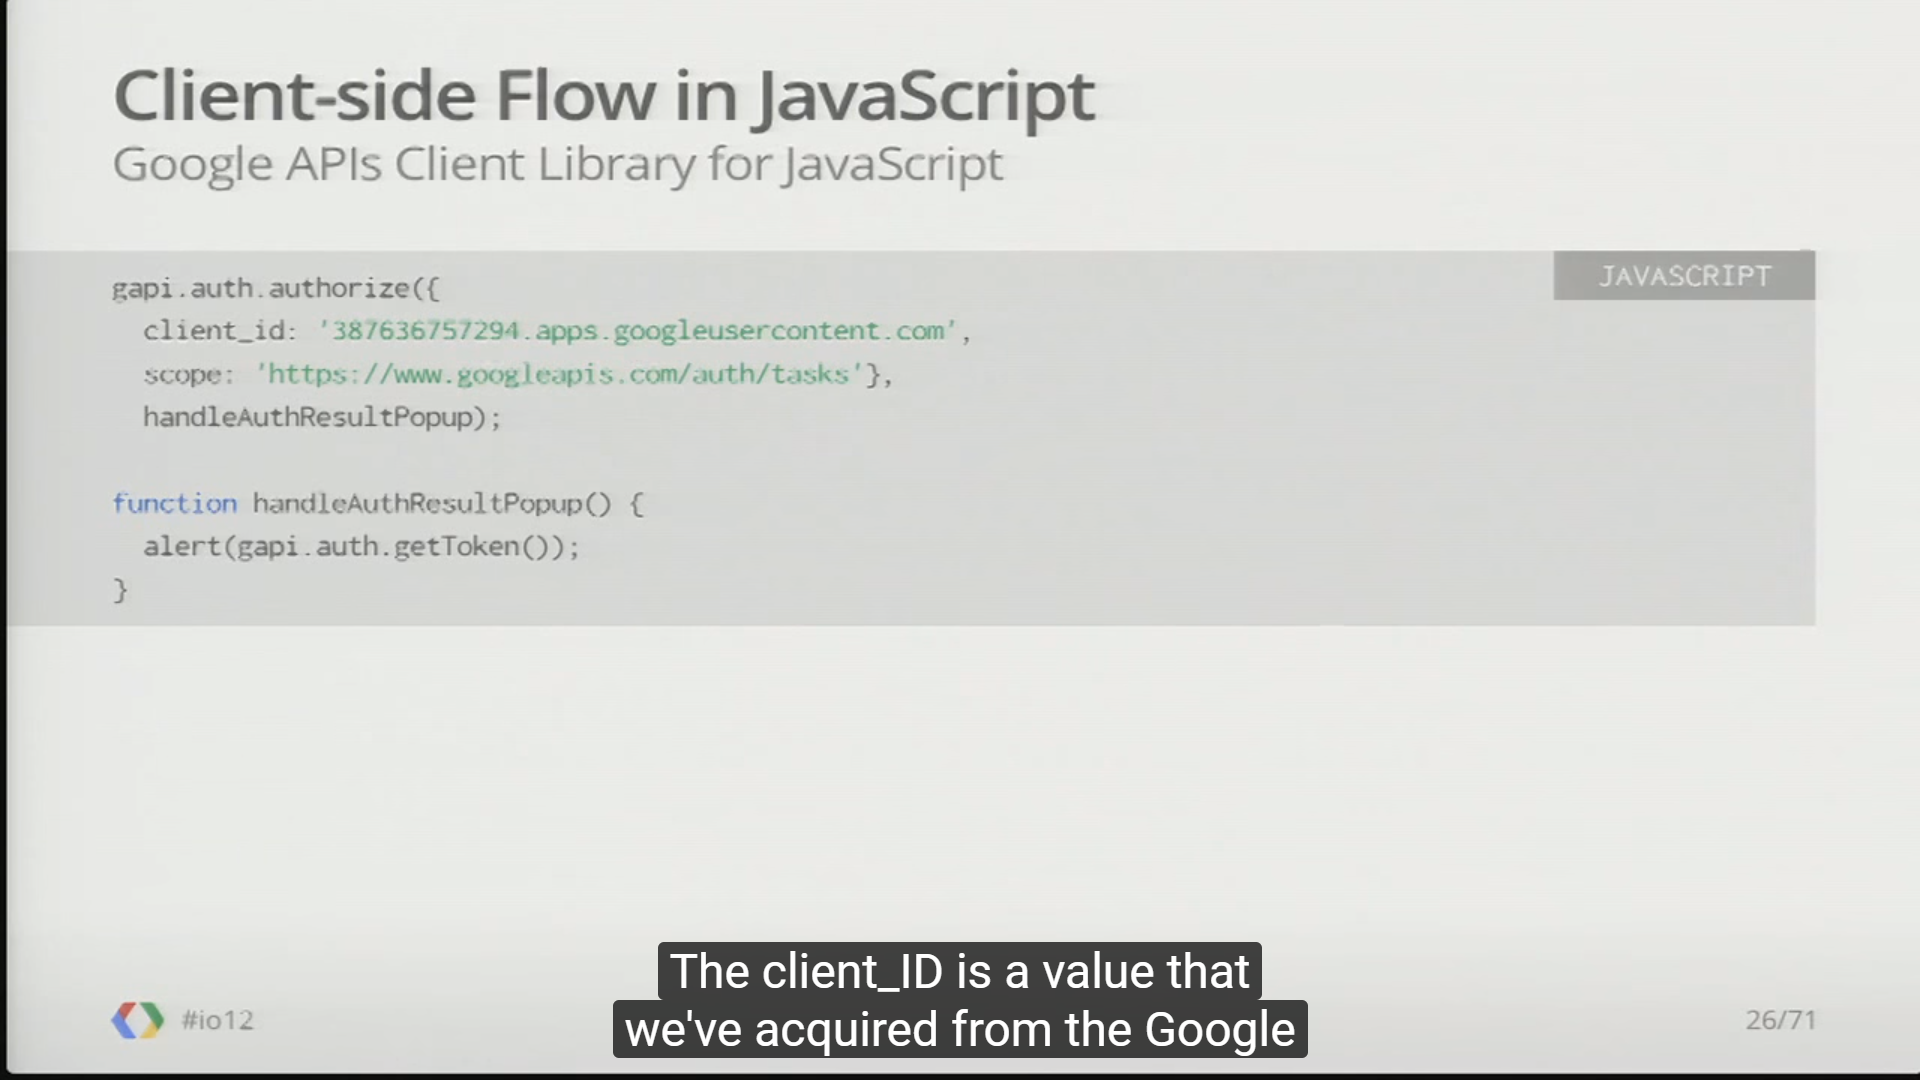 Client-side Flow in JavaScript
Google APIs Client Library for JavaScript
JAVASCRIPT
gapi.auth.authorize({
  client_id: '387636757294.apps.googleusercontent.com',
  scope: 'https://www.googleapis.com/auth/tasks'},
  handleAuthResultPopup);
function handleAuthResultPopup() {
  alert(gapi.auth.getToken());
}
The client_ID is a value that
we've acquired from the Google
#io12
26/71